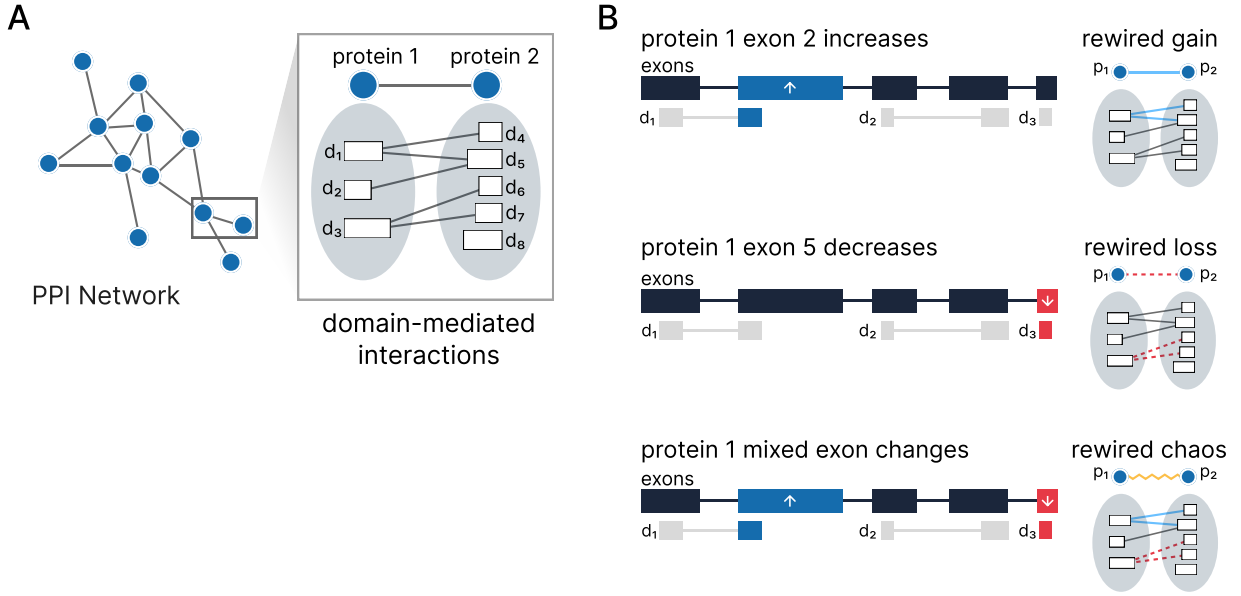 A
protein 1 protein 2
d₁
d₂
d₃
d₄
d₅
d₆
d₇
d₈
PPI Network
domain-mediated
interactions
B
protein 1 exon 2 increases
exons
d₁ d₂ d₃
rewired gain
p₁ p₂
protein 1 exon 5 decreases
exons
d₁ d₂ d₃
rewired loss
p₁ p₂
protein 1 mixed exon changes
exons
d₁ d₂ d₃
rewired chaos
p₁ p₂